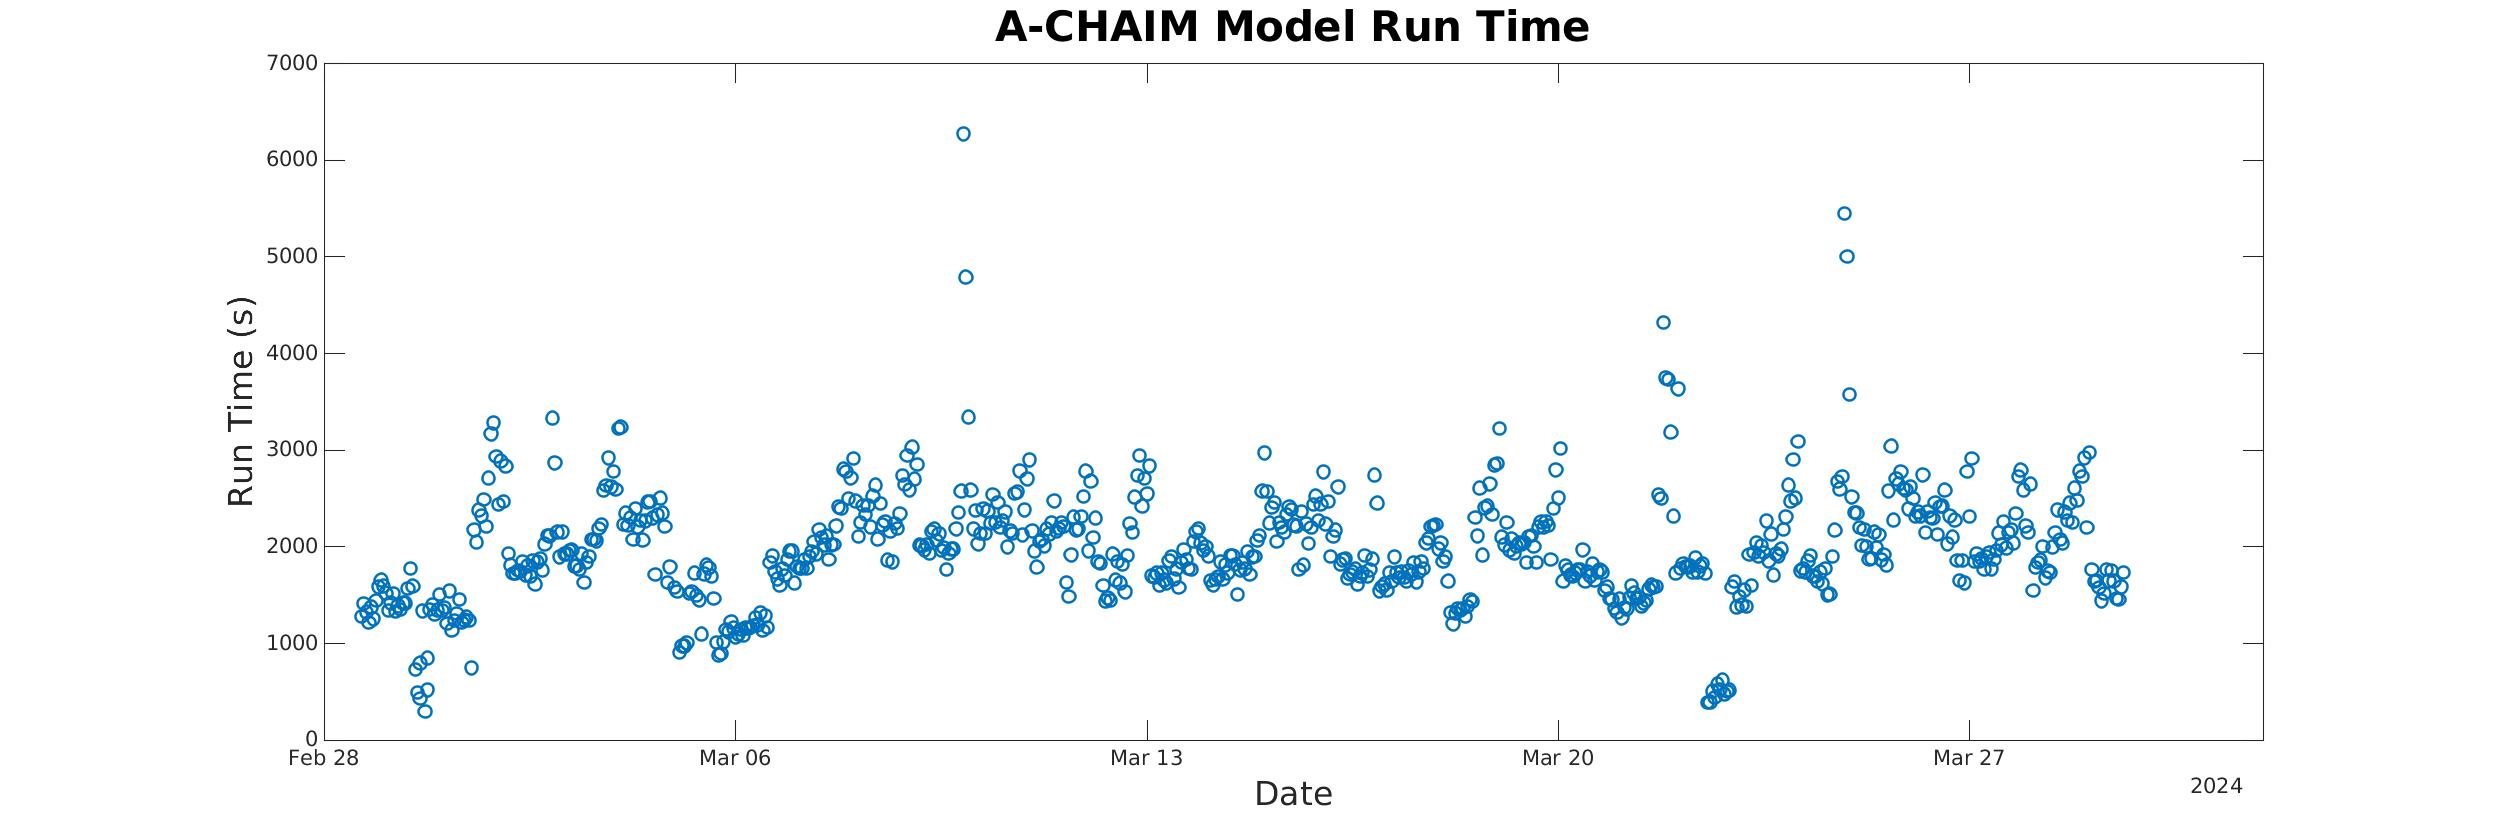 A-CHAIM Model Run Time
7000
6000
5000
4000
3000
2000
1000
0
Run Time (s)
Feb 28 Mar 06 Mar 13 Mar 20 Mar 27
Date
2024